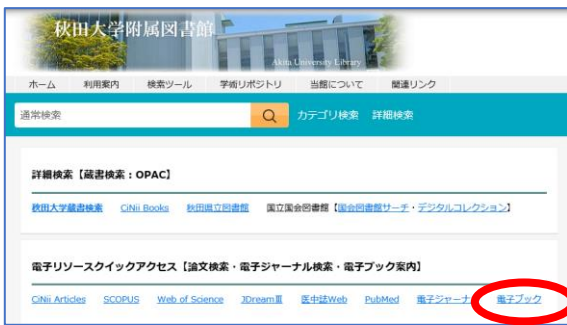 秋田大学附属図書館
Akita University Library
ホーム 利用案内 検索ツール 学術リポジトリ 当館について 関連リンク
通常検索 カテゴリ検索 詳細検索
詳細検索【蔵書検索:OPAC】
秋田大学蔵書検索 CiNii Books 秋田県立図書館 国立国会図書館【国会図書館サーチ・デジタルコレクション】
電子リソースクイックアクセス【論文検索・電子ジャーナル検索・電子ブック案内】
CiNii Articles SCOPUS Web of Science JDreamⅢ 医中誌Web PubMed 電子ジャーナ 電子ブック